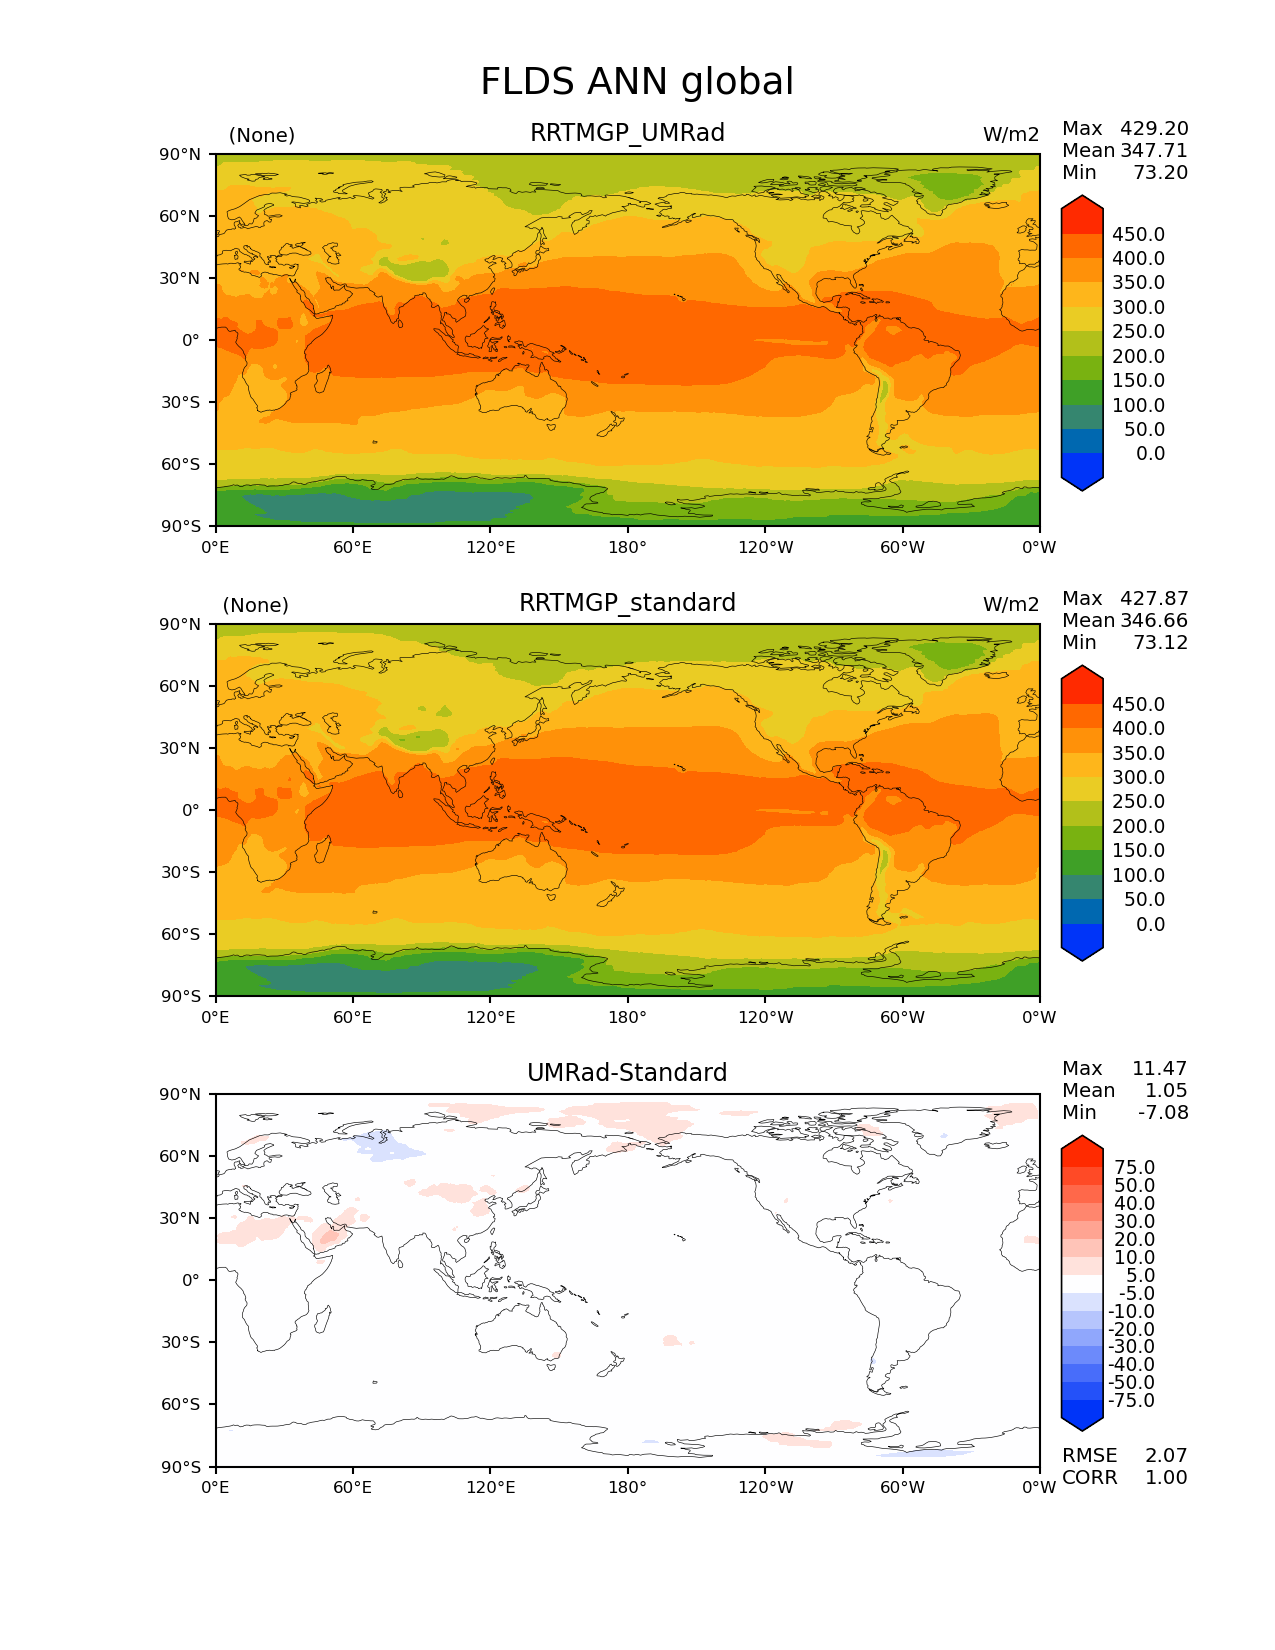 FLDS ANN global
(None) RRTMGP_UMRad W/m2
Max 429.20
Mean 347.71
Min 73.20
90°N
60°N
30°N
0°
30°S
60°S
90°S
0°E 60°E 120°E 180° 120°W 60°W 0°W
450.0
400.0
350.0
300.0
250.0
200.0
150.0
100.0
50.0
0.0
(None) RRTMGP_standard W/m2
Max 427.87
Mean 346.66
Min 73.12
90°N
60°N
30°N
0°
30°S
60°S
90°S
0°E 60°E 120°E 180° 120°W 60°W 0°W
450.0
400.0
350.0
300.0
250.0
200.0
150.0
100.0
50.0
0.0
UMRad-Standard
Max 11.47
Mean 1.05
Min -7.08
90°N
60°N
30°N
0°
30°S
60°S
90°S
0°E 60°E 120°E 180° 120°W 60°W 0°W
75.0
50.0
40.0
30.0
20.0
10.0
5.0
-5.0
-10.0
-20.0
-30.0
-40.0
-50.0
-75.0
RMSE 2.07
CORR 1.00